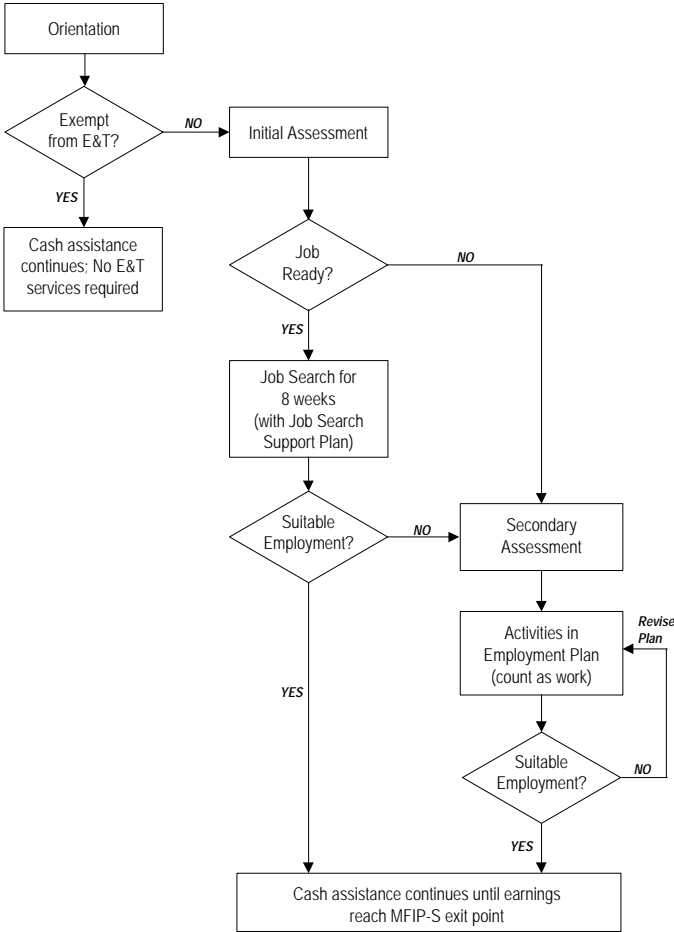 Orientation
Exempt
from E&T?
NO
Initial Assessment
YES
Cash assistance
continues; No E&T
services required
Job
Ready?
NO
YES
Job Search for
8 weeks
(with Job Search
Support Plan)
Suitable
Employment?
NO
Secondary
Assessment
Activities in
Employment Plan
(count as work)
Revise
Plan
YES
Suitable
Employment?
NO
YES
Cash assistance continues until earnings
reach MFIP-S exit point